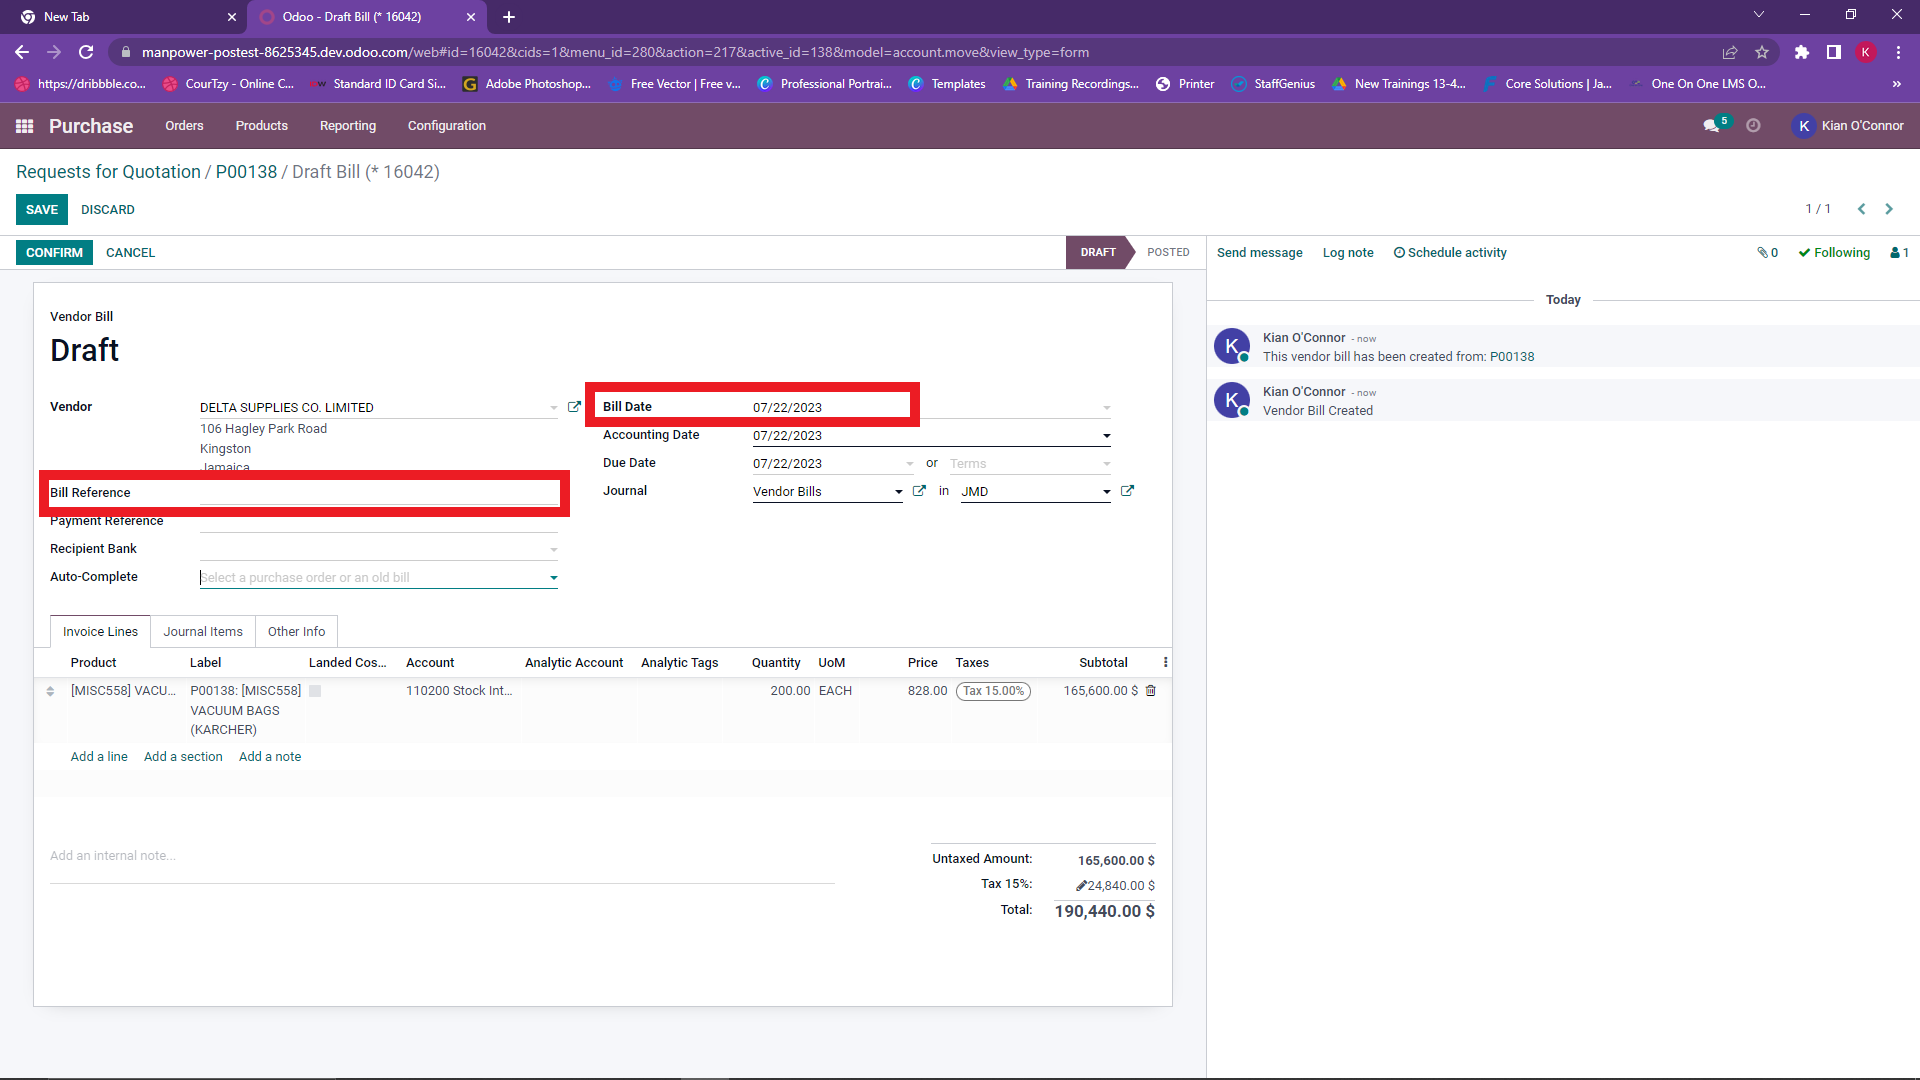 New Tab
Odoo - Draft Bill (* 16042)
manpower-postest-8625345.dev.odoo.com/web#id=16042&cids=1&menu_id=280&action=217&active_id=138&model=account.move&view_type=form
K
https://dribbble.co...
CourTzy - Online C...
Standard ID Card Si...
Adobe Photoshop...
Free Vector | Free v...
Professional Portrai...
Templates
Training Recordings...
Printer
StaffGenius
New Trainings 13-4...
Core Solutions | Ja...
One On One LMS O...
»
Purchase
Orders
Products
Reporting
Configuration
5
K
Kian O'Connor
Requests for Quotation / P00138 / Draft Bill (* 16042)
SAVE
DISCARD
1 / 1
CONFIRM
CANCEL
DRAFT
POSTED
Send message
Log note
Schedule activity
0
Following
1
Vendor Bill
Draft
Vendor
DELTA SUPPLIES CO. LIMITED
106 Hagley Park Road
Kingston
Jamaica
Bill Reference
Payment Reference
Recipient Bank
Auto-Complete
Select a purchase order or an old bill
Bill Date
07/22/2023
Accounting Date
07/22/2023
Due Date
07/22/2023
or
Terms
Journal
Vendor Bills
in
JMD
Invoice Lines
Journal Items
Other Info
Product
Label
Landed Cos...
Account
Analytic Account
Analytic Tags
Quantity
UoM
Price
Taxes
Subtotal
[MISC558] VACU...
P00138: [MISC558]
VACUUM BAGS
(KARCHER)
110200 Stock Int...
200.00
EACH
828.00
Tax 15.00%
165,600.00 $
Add a line
Add a section
Add a note
Add an internal note...
Untaxed Amount:
165,600.00 $
Tax 15%:
24,840.00 $
Total:
190,440.00 $
Today
K
Kian O'Connor - now
This vendor bill has been created from: P00138
K
Kian O'Connor - now
Vendor Bill Created